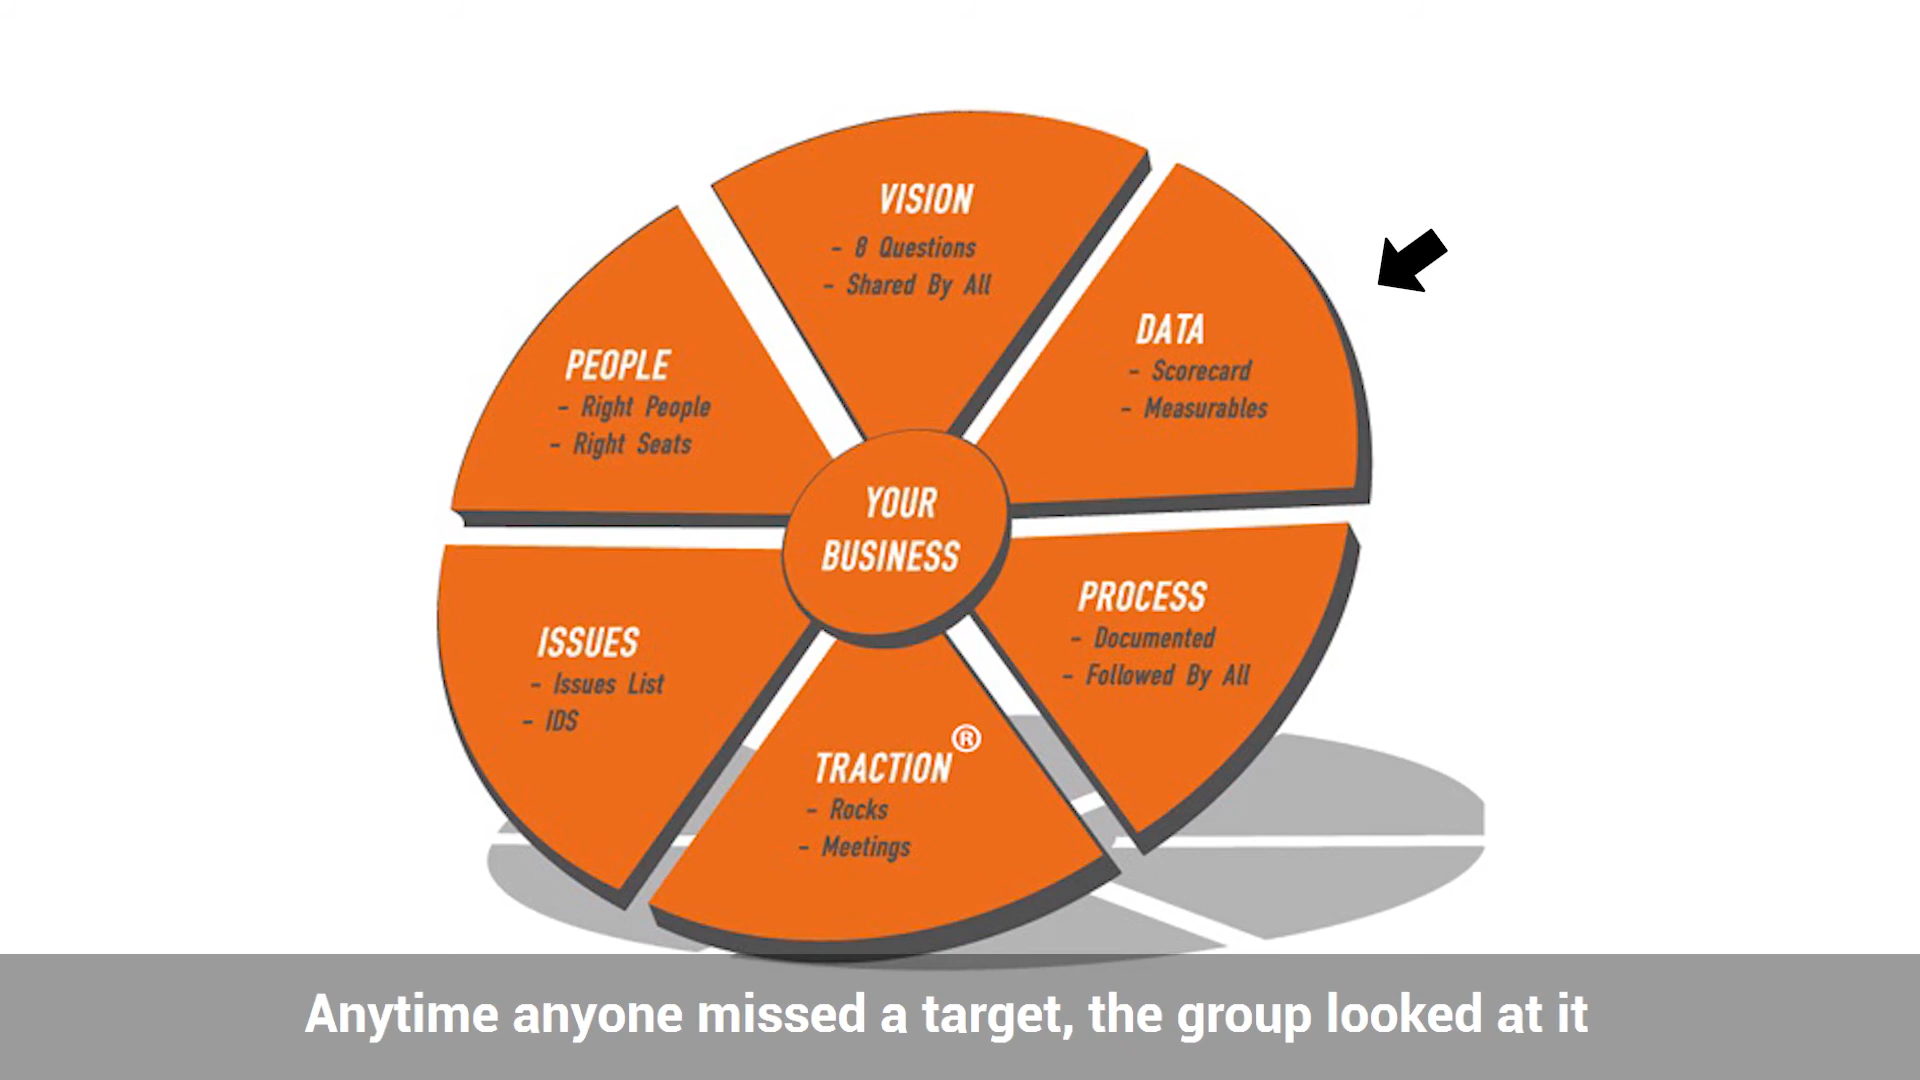 VISION
- 8 Questions
- Shared By All
DATA
- Scorecard
- Measurables
PEOPLE
- Right People
- Right Seats
YOUR
BUSINESS
PROCESS
- Documented
- Followed By All
ISSUES
- Issues List
- IDS
TRACTION®
- Rocks
- Meetings
Anytime anyone missed a target, the group looked at it